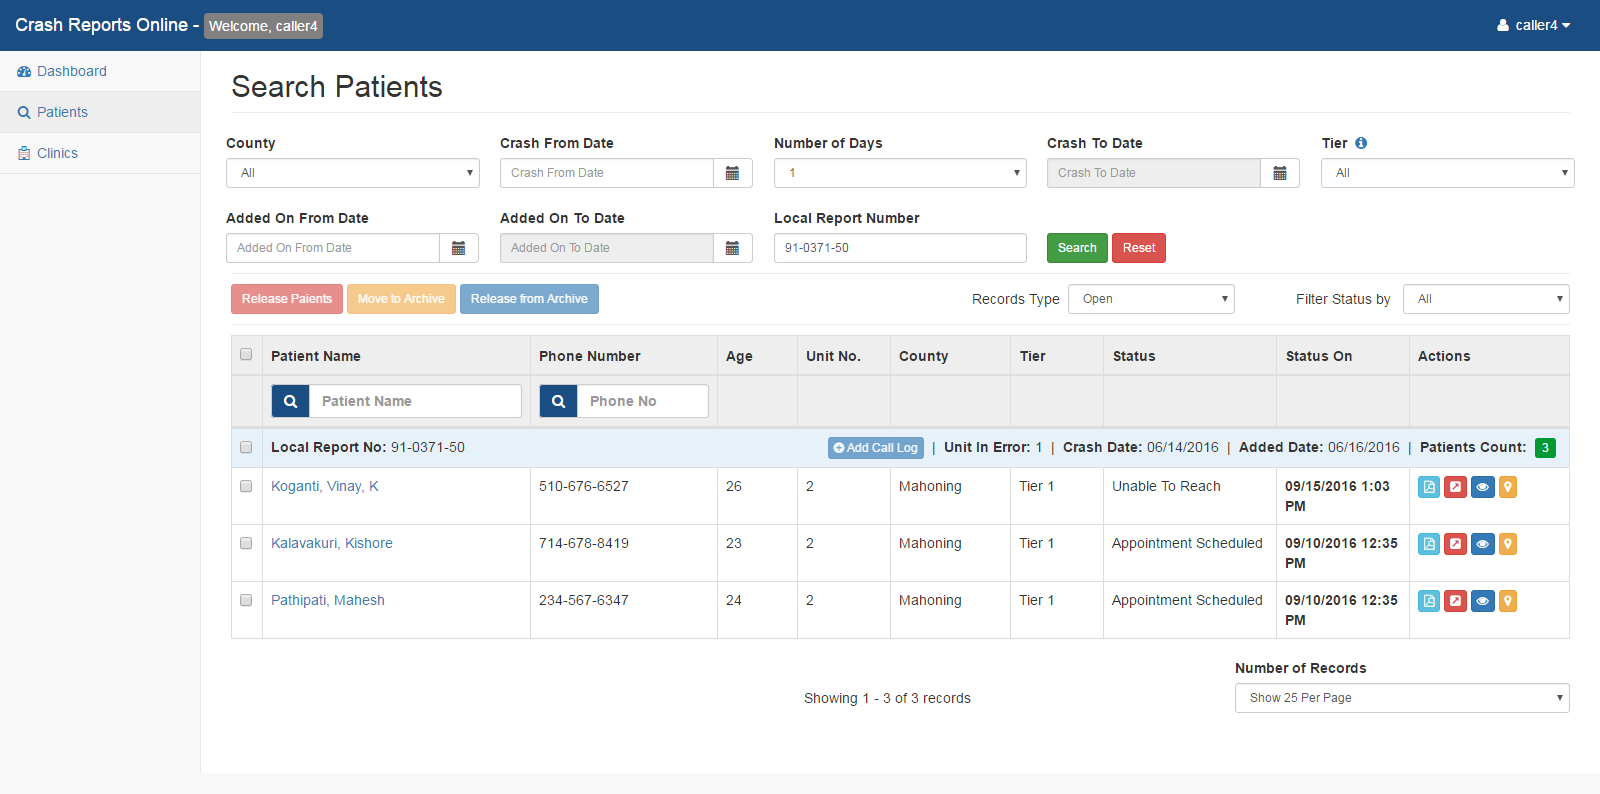 Crash Reports Online - Welcome, caller4
caller4
Dashboard
Patients
Clinics
Search Patients
County
Crash From Date
Number of Days
Crash To Date
Tier
All
Crash From Date
1
Crash To Date
All
Added On From Date
Added On To Date
Local Report Number
Added On From Date
Added On To Date
91-0371-50
Search
Reset
Release Paients
Move to Archive
Release from Archive
Records Type
Open
Filter Status by
All
Patient Name
Phone Number
Age
Unit No.
County
Tier
Status
Status On
Actions
Patient Name
Phone No
Local Report No: 91-0371-50
Add Call Log | Unit In Error: 1 | Crash Date: 06/14/2016 | Added Date: 06/16/2016 | Patients Count: 3
Koganti, Vinay, K
510-676-6527
26
2
Mahoning
Tier 1
Unable To Reach
09/15/2016 1:03
PM
Kalavakuri, Kishore
714-678-8419
23
2
Mahoning
Tier 1
Appointment Scheduled
09/10/2016 12:35
PM
Pathipati, Mahesh
234-567-6347
24
2
Mahoning
Tier 1
Appointment Scheduled
09/10/2016 12:35
PM
Number of Records
Showing 1 - 3 of 3 records
Show 25 Per Page